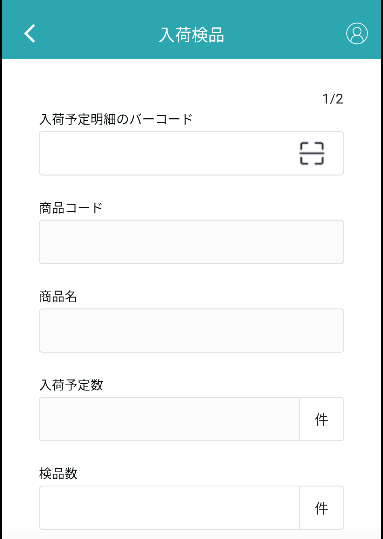 入荷検品
1/2
入荷予定明細のバーコード
商品コード
商品名
入荷予定数
件
検品数
件